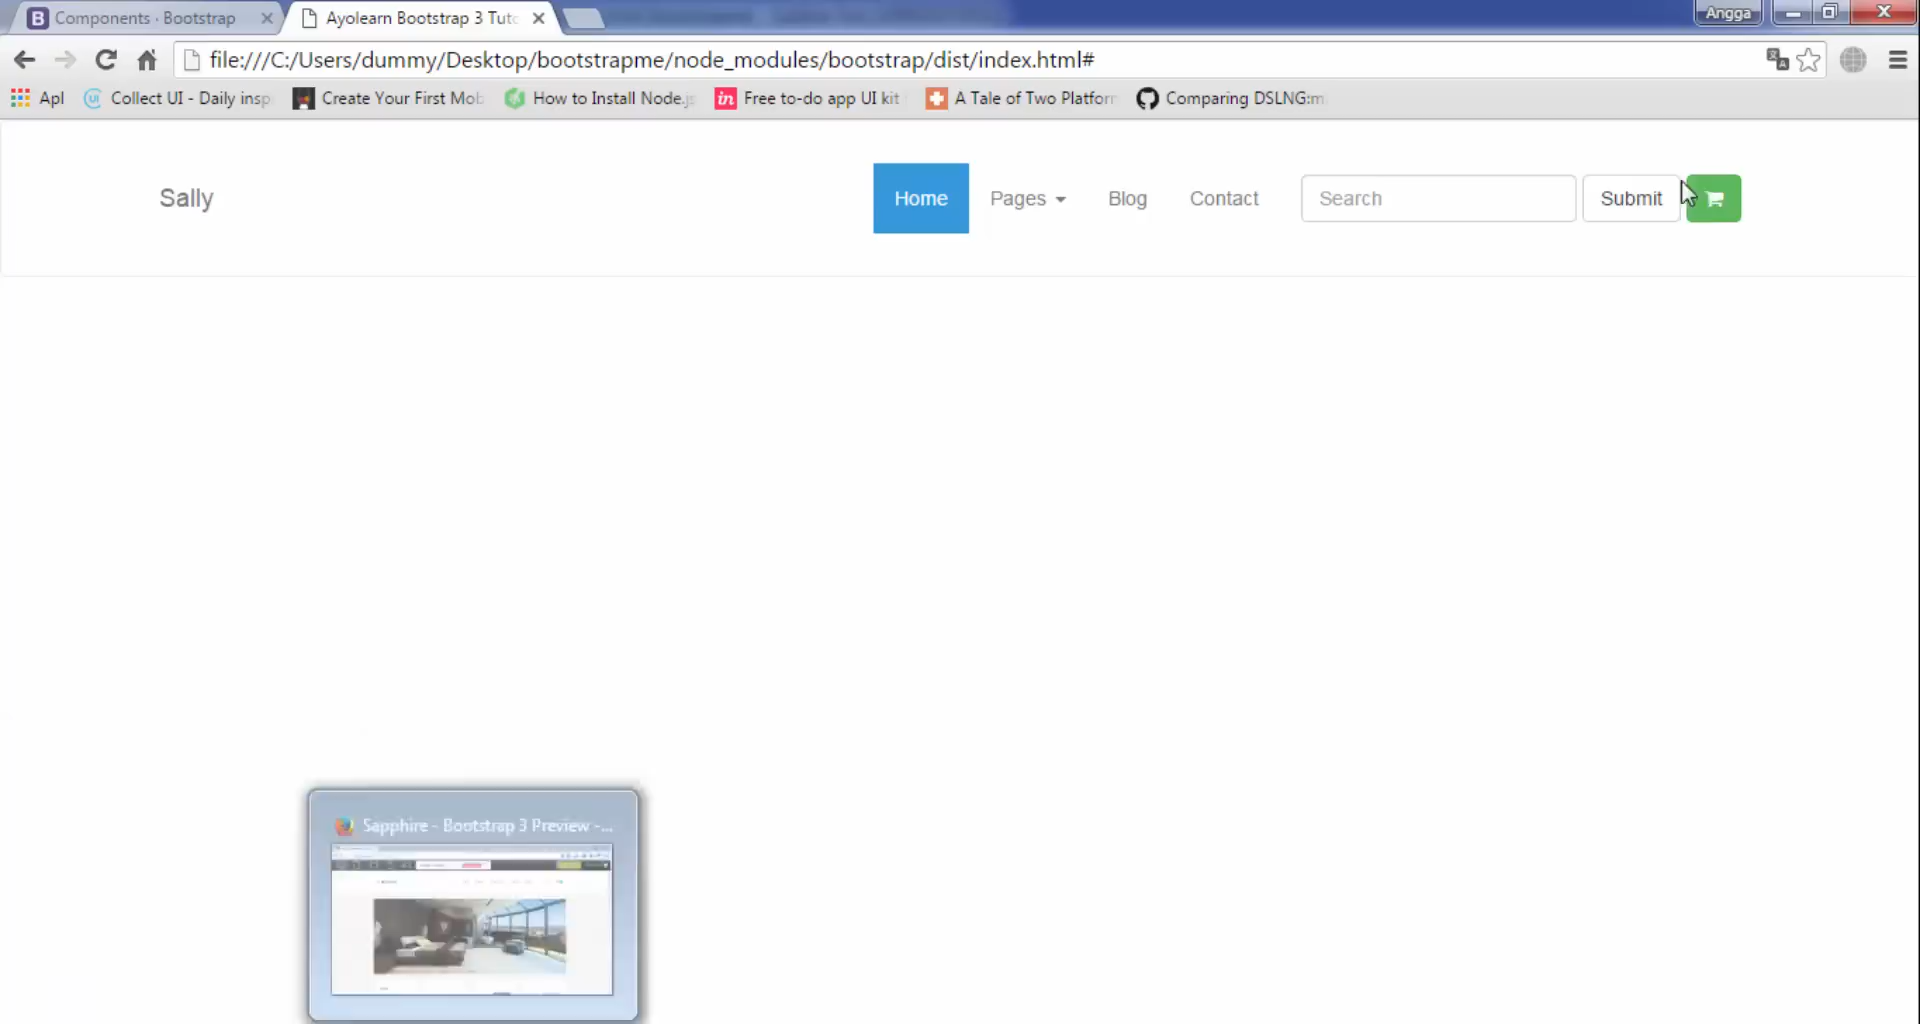 Components · Bootstrap
Ayolearn Bootstrap 3 Tuto
Angga
file:///C:/Users/dummy/Desktop/bootstrapme/node_modules/bootstrap/dist/index.html#
Apl
Collect UI - Daily insp
Create Your First Mob
How to Install Node.js
Free to-do app UI kit
A Tale of Two Platform
Comparing DSLNG:m
Sally
Home
Pages
Blog
Contact
Search
Submit
Sapphire - Bootstrap 3 Preview -...